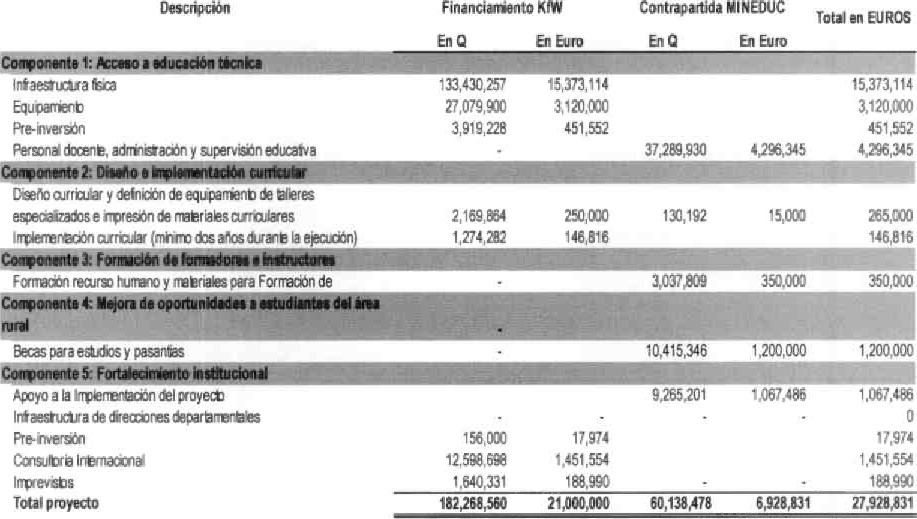 Descripción Financiamiento KfW Contrapartida MINEDUC Total en EUROS
En Q En Euro En Q En Euro
Componente 1: Acceso a educación técnica
Infraestructura física 133,430,257 15,373,114 15,373,114
Equipamiento 27,079,900 3,120,000 3,120,000
Pre-inversión 3,919,228 451,552 451,552
Personal docente, administración y supervisión educativa - 37,289,930 4,296,345 4,296,345
Componente 2: Diseño e implementación curricular
Diseño curricular y definición de equipamiento de talleres
especializados e impresión de materiales curriculares 2,169,864 250,000 130,192 15,000 265,000
Implementación curricular (mínimo dos años durante la ejecución) 1,274,282 146,816 146,816
Componente 3: Formación de formadores e instructores
Formación recurso humano y materiales para Formación de - 3,037,809 350,000 350,000
Componente 4: Mejora de oportunidades a estudiantes del área
rural -
Becas para estudios y pasantías - 10,415,346 1,200,000 1,200,000
Componente 5: Fortalecimiento institucional
Apoyo a la Implementación del proyecto 9,265,201 1,067,486 1,067,486
Infraestructura de direcciones departamentales - - - - 0
Pre-inversión 156,000 17,974 - - 17,974
Consultoría Internacional 12,598,698 1,451,554 1,451,554
Imprevistos 1,640,331 188,990 - - 188,990
Total proyecto 182,268,560 21,000,000 60,138,478 6,928,831 27,928,831